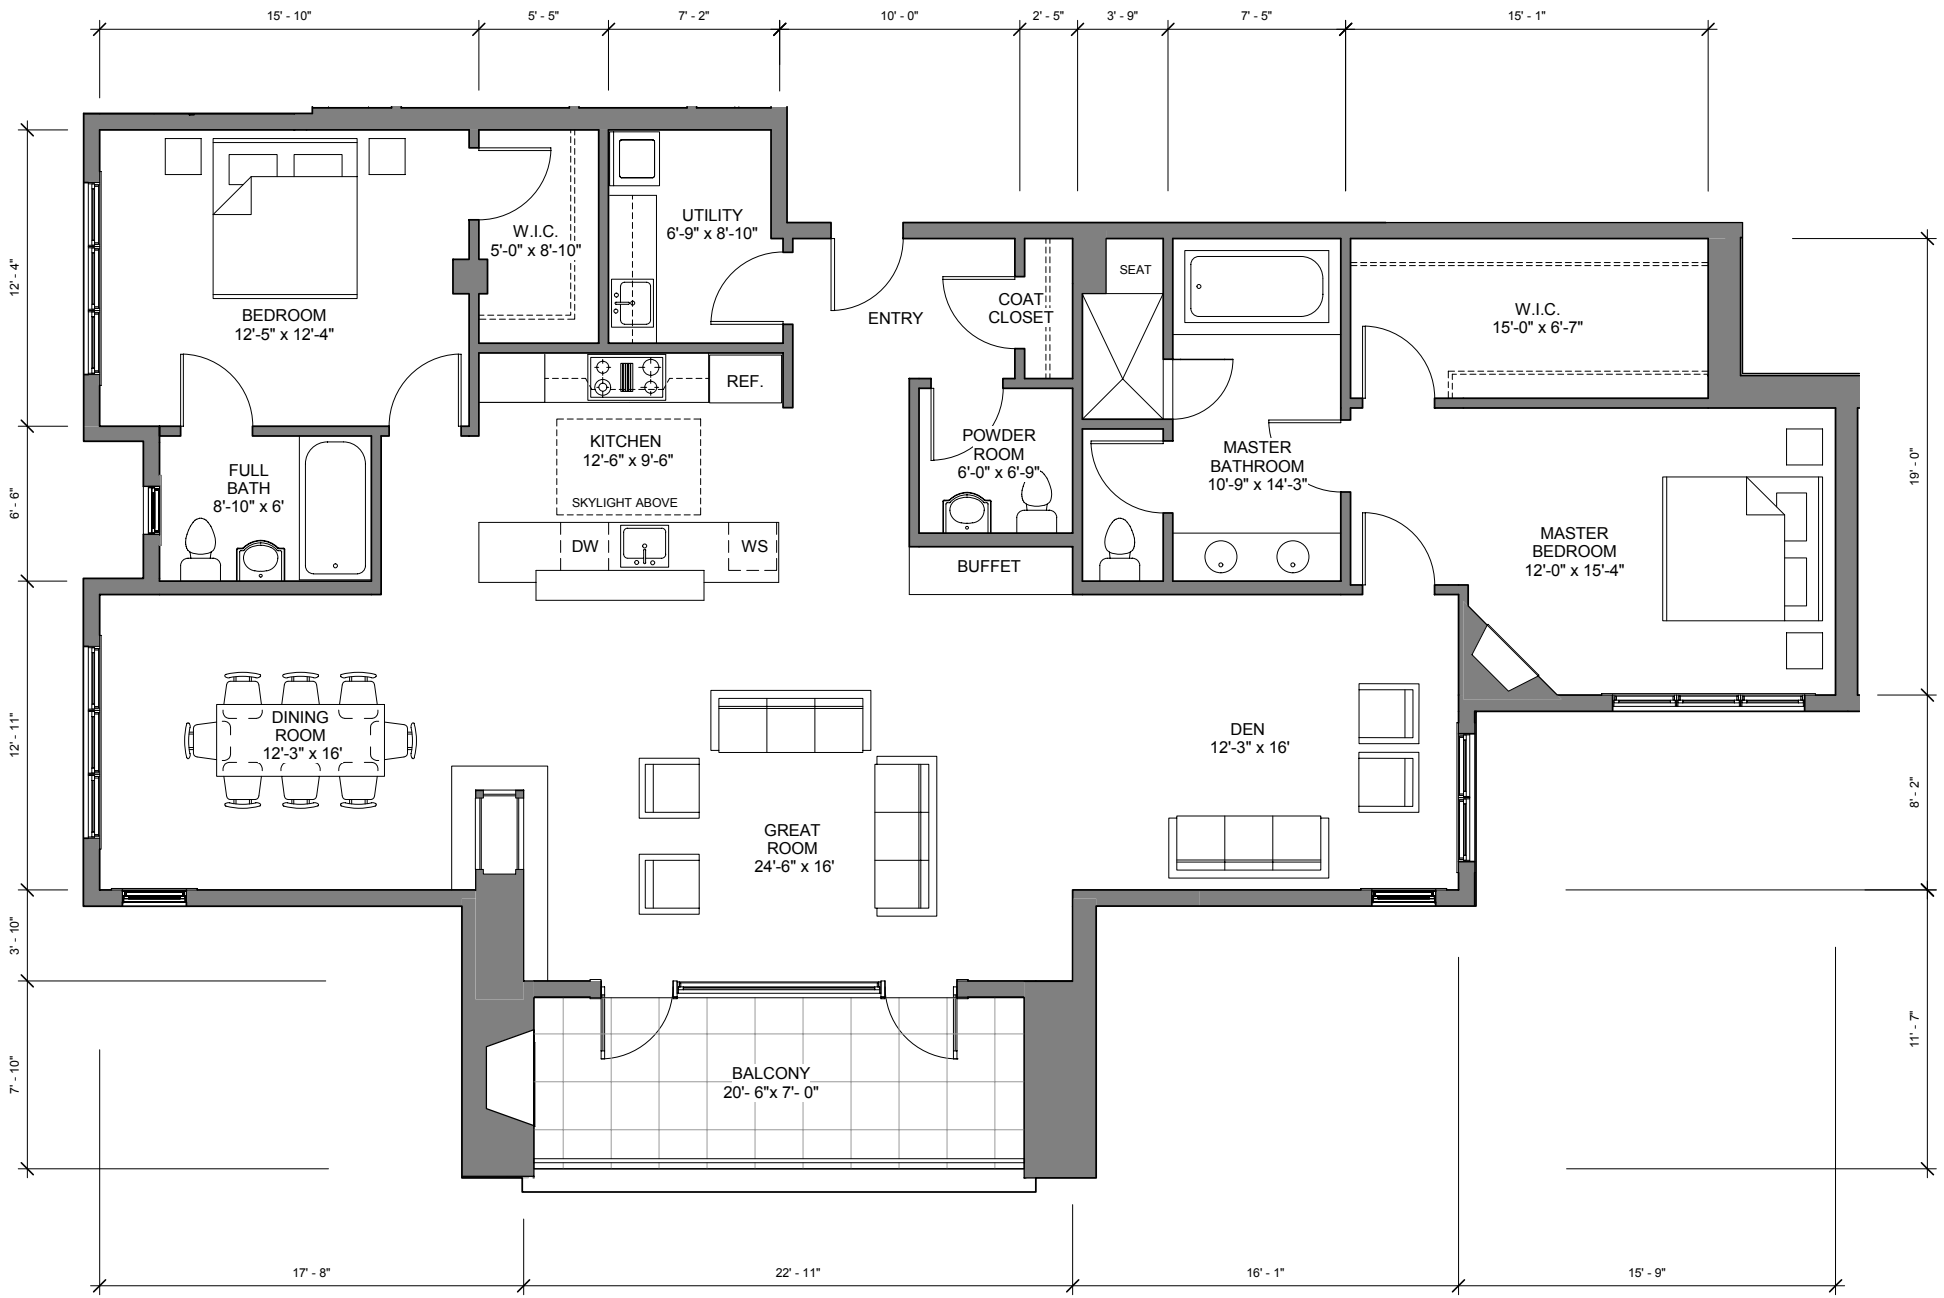 15' - 10"
5' - 5"
7' - 2"
10' - 0"
2' - 5"
3' - 9"
7' - 5"
15' - 1"
12' - 4"
6' - 6"
12' - 11"
3' - 10"
7' - 10"
BEDROOM
12'-5" x 12'-4"
W.I.C.
5'-0" x 8'-10"
UTILITY
6'-9" x 8'-10"
ENTRY
COAT
CLOSET
SEAT
W.I.C.
15'-0" x 6'-7"
REF.
KITCHEN
12'-6" x 9'-6"
SKYLIGHT ABOVE
DW
WS
FULL
BATH
8'-10" x 6'
POWDER
ROOM
6'-0" x 6'-9"
BUFFET
MASTER
BATHROOM
10'-9" x 14'-3"
MASTER
BEDROOM
12'-0" x 15'-4"
DINING
ROOM
12'-3" x 16'
GREAT
ROOM
24'-6" x 16'
DEN
12'-3" x 16'
BALCONY
20'- 6"x 7'- 0"
19' - 0"
8' - 2"
11' - 7"
17' - 8"
22' - 11"
16' - 1"
15' - 9"